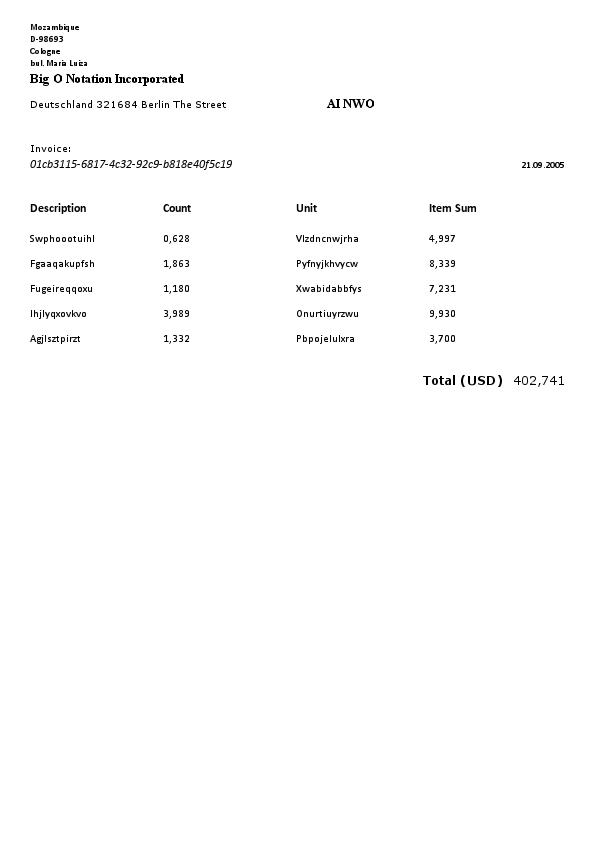 Mozambique
D-98693
Cologne
bul. Maria Luiza
Big O Notation Incorporated
Deutschland 321684 Berlin The Street AI NWO
Invoice:
01cb3115-6817-4c32-92c9-b818e40f5c19 21.09.2005
Description Count Unit Item Sum
Swphoootuihl 0,628 Vlzdncnwjrha 4,997
Fgaaqakupfsh 1,863 Pyfnyjkhvycw 8,339
Fugeireqqoxu 1,180 Xwabidabbfys 7,231
Ihjlyqxovkvo 3,989 Onurtiuyrzwu 9,930
Agjlsztpirzt 1,332 Pbpojelulxra 3,700
Total (USD) 402,741